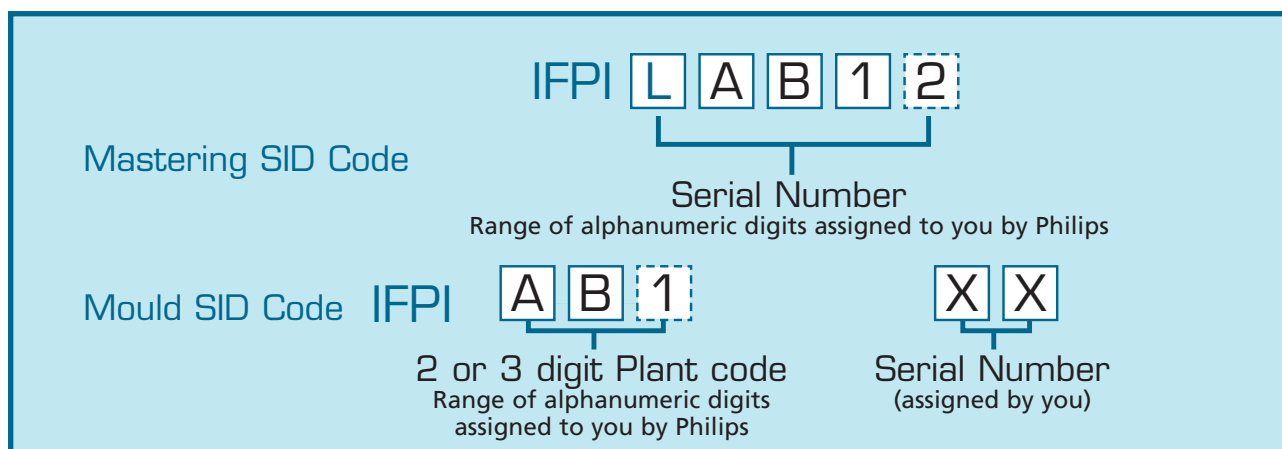 IFPI L A B 1 2
Mastering SID Code
Serial Number
Range of alphanumeric digits assigned to you by Philips
Mould SID Code IFPI A B 1 X X
2 or 3 digit Plant code
Range of alphanumeric digits
assigned to you by Philips
Serial Number
(assigned by you)